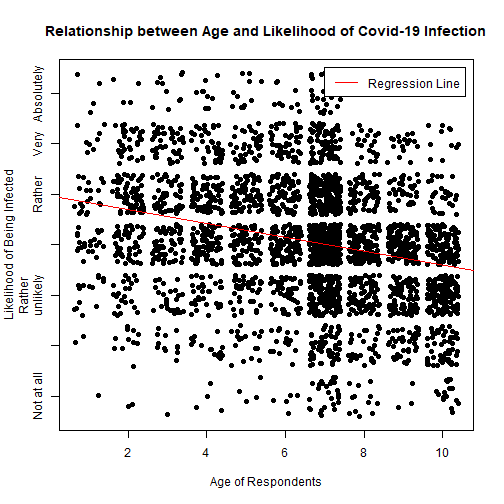 Relationship between Age and Likelihood of Covid-19 Infection
Regression Line
Likelihood of Being Infected
Absolutely
Very
Rather
Rather
unlikely
Not at all
2
4
6
8
10
Age of Respondents